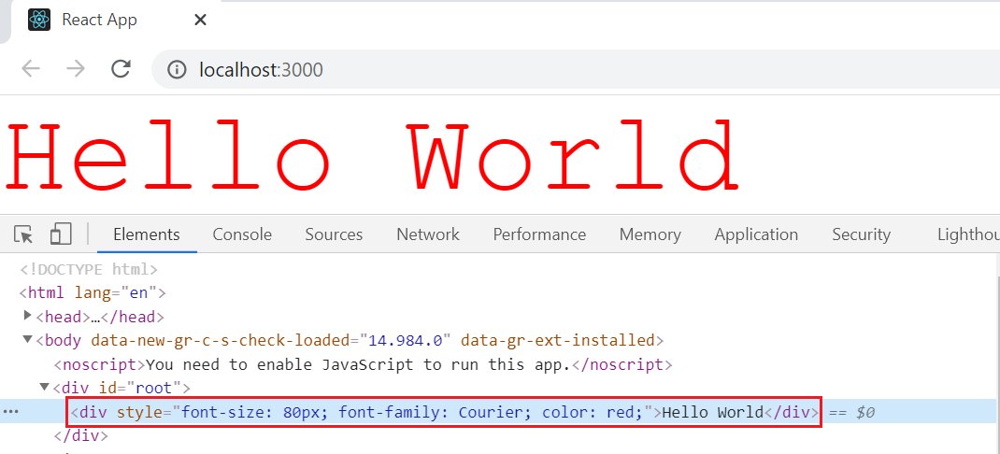 React App
localhost:3000
Hello World
Elements Console Sources Network Performance Memory Application Security Lighthou
<!DOCTYPE html>
<html lang="en">
<head>…</head>
<body data-new-gr-c-s-check-loaded="14.984.0" data-gr-ext-installed>
<noscript>You need to enable JavaScript to run this app.</noscript>
<div id="root">
<div style="font-size: 80px; font-family: Courier; color: red;">Hello World</div> == $0
</div>